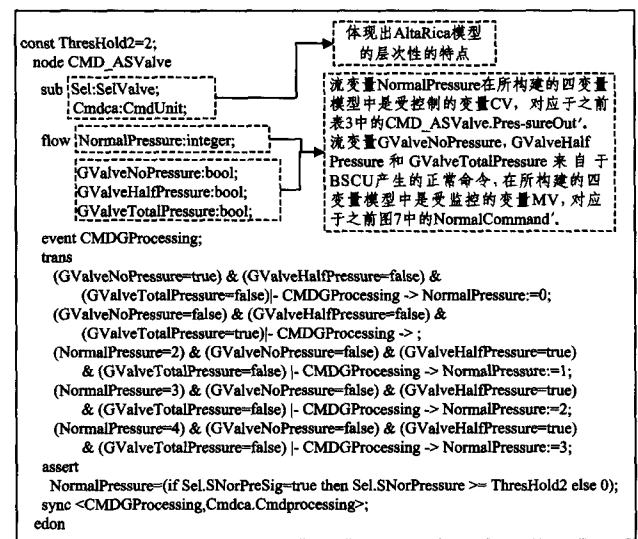 const ThresHold2=2;
node CMD_ASValve
sub Sel:SelValve;
Cmdca:CmdUnit;
体现出AltaRica模型
的层次性的特点
flow NormalPressure:integer;
GValveNoPressure:bool;
GValveHalfPressure:bool;
GValveTotalPressure:bool;
流变量NormalPressure在所构建的四变量
模型中是受控制的变量CV，对应于之前
表3中的CMD_ASValve.Pres-sureOut′。
流变量GValveNoPressure，GValveHalf
Pressure 和 GValveTotalPressure 来自于
BSCU产生的正常命令，在所构建的四
变量模型中是受监控的变量MV，对应
于之前图7中的NormalCommand′。
event CMDGProcessing;
trans
(GValveNoPressure=true) & (GValveHalfPressure=false) &
(GValveTotalPressure=false)|- CMDGProcessing -> NormalPressure:=0;
(GValveNoPressure=false) & (GValveHalfPressure=false) &
(GValveTotalPressure=true)|- CMDGProcessing -> ;
(NormalPressure=2) & (GValveNoPressure=false) & (GValveHalfPressure=true)
& (GValveTotalPressure=false) |- CMDGProcessing -> NormalPressure:=1;
(NormalPressure=3) & (GValveNoPressure=false) & (GValveHalfPressure=true)
& (GValveTotalPressure=false) |- CMDGProcessing -> NormalPressure:=2;
(NormalPressure=4) & (GValveNoPressure=false) & (GValveHalfPressure=true)
& (GValveTotalPressure=false) |- CMDGProcessing -> NormalPressure:=3;
assert
NormalPressure=(if Sel.SNorPreSig=true then Sel.SNorPressure >= ThresHold2 else 0);
sync <CMDGProcessing,Cmdca.Cmdprocessing>;
edon